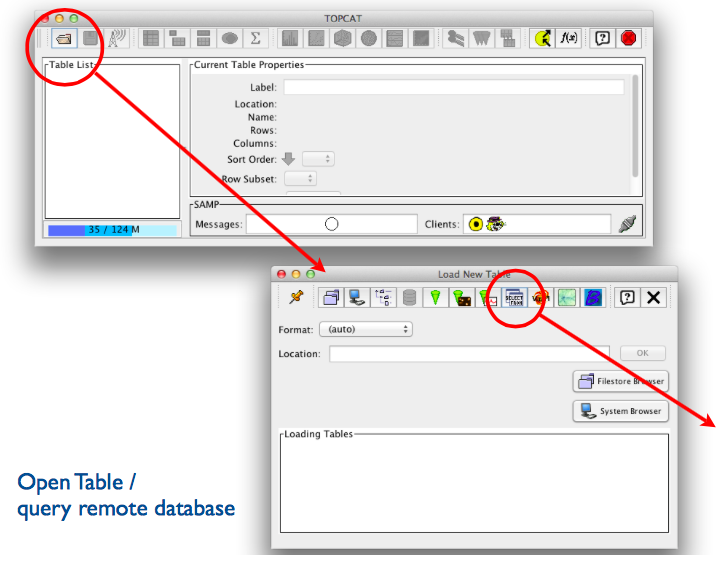 TOPCAT
Σ
f(x)
?
Table List:
Current Table Properties
Label:
Location:
Name:
Rows:
Columns:
Sort Order:
Row Subset:
SAMP
35 / 124 M
Messages:
Clients:
Load New Table
SELECT
?
Format: (auto)
Location:
OK
Filestore Browser
System Browser
Loading Tables
Open Table /
query remote database